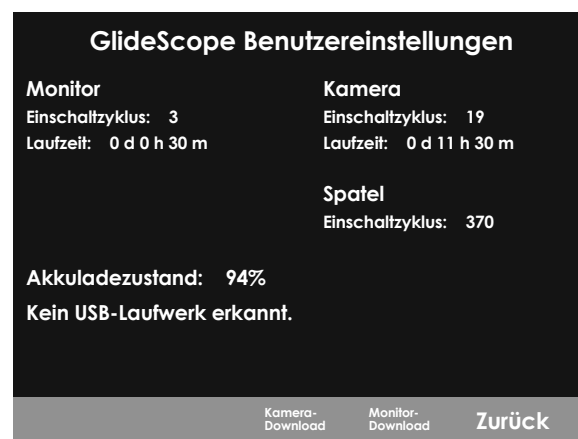 GlideScope Benutzereinstellungen
Monitor
Einschaltzyklus: 3
Laufzeit: 0 d 0 h 30 m
Kamera
Einschaltzyklus: 19
Laufzeit: 0 d 11 h 30 m
Spatel
Einschaltzyklus: 370
Akkuladezustand: 94%
Kein USB-Laufwerk erkannt.
Kamera-
Download
Monitor-
Download
Zurück